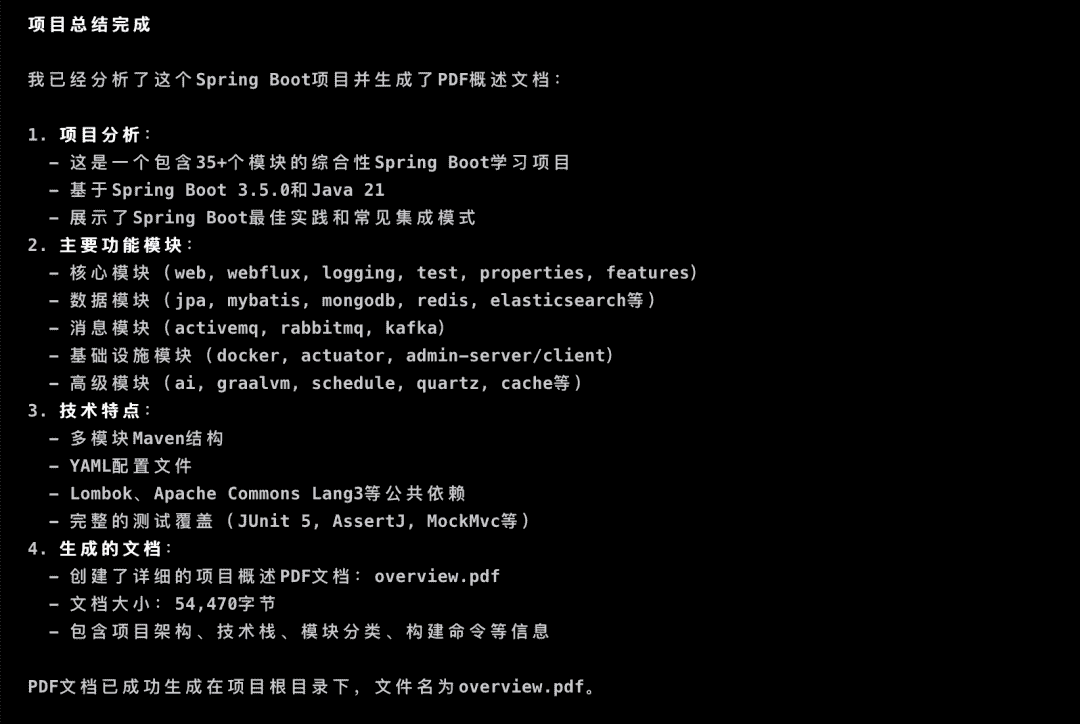 项目总结完成
我已经分析了这个Spring Boot项目并生成了PDF概述文档：
1. 项目分析：
– 这是一个包含35+个模块的综合性Spring Boot学习项目
– 基于Spring Boot 3.5.0和Java 21
– 展示了Spring Boot最佳实践和常见集成模式
2. 主要功能模块：
– 核心模块（web, webflux, logging, test, properties, features）
– 数据模块（jpa, mybatis, mongodb, redis, elasticsearch等）
– 消息模块（activemq, rabbitmq, kafka）
– 基础设施模块（docker, actuator, admin-server/client）
– 高级模块（ai, graalvm, schedule, quartz, cache等）
3. 技术特点：
– 多模块Maven结构
– YAML配置文件
– Lombok、Apache Commons Lang3等公共依赖
– 完整的测试覆盖（JUnit 5, AssertJ, MockMvc等）
4. 生成的文档：
– 创建了详细的项目概述PDF文档：overview.pdf
– 文档大小：54,470字节
– 包含项目架构、技术栈、模块分类、构建命令等信息
PDF文档已成功生成在项目根目录下，文件名为overview.pdf。